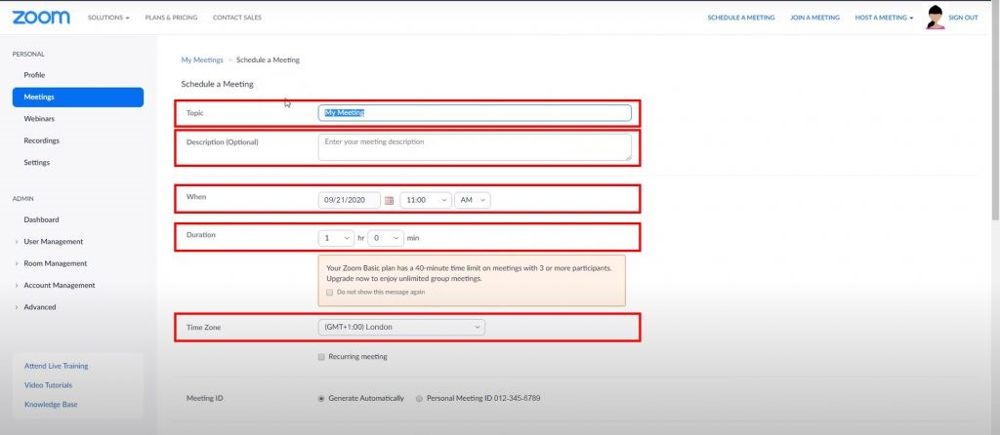 zoom SOLUTIONS PLANS & PRICING CONTACT SALES SCHEDULE A MEETING JOIN A MEETING HOST A MEETING SIGN OUT
PERSONAL
Profile
Meetings
Webinars
Recordings
Settings
ADMIN
Dashboard
User Management
Room Management
Account Management
Advanced
Attend Live Training
Video Tutorials
Knowledge Base
My Meetings > Schedule a Meeting
Schedule a Meeting
Topic My Meeting
Description (Optional) Enter your meeting description
When 09/21/2020 11:00 AM
Duration 1 hr 0 min
Your Zoom Basic plan has a 40-minute time limit on meetings with 3 or more participants.
Upgrade now to enjoy unlimited group meetings.
Do not show this message again
Time Zone (GMT+1:00) London
Recurring meeting
Meeting ID Generate Automatically Personal Meeting ID 012-345-6789